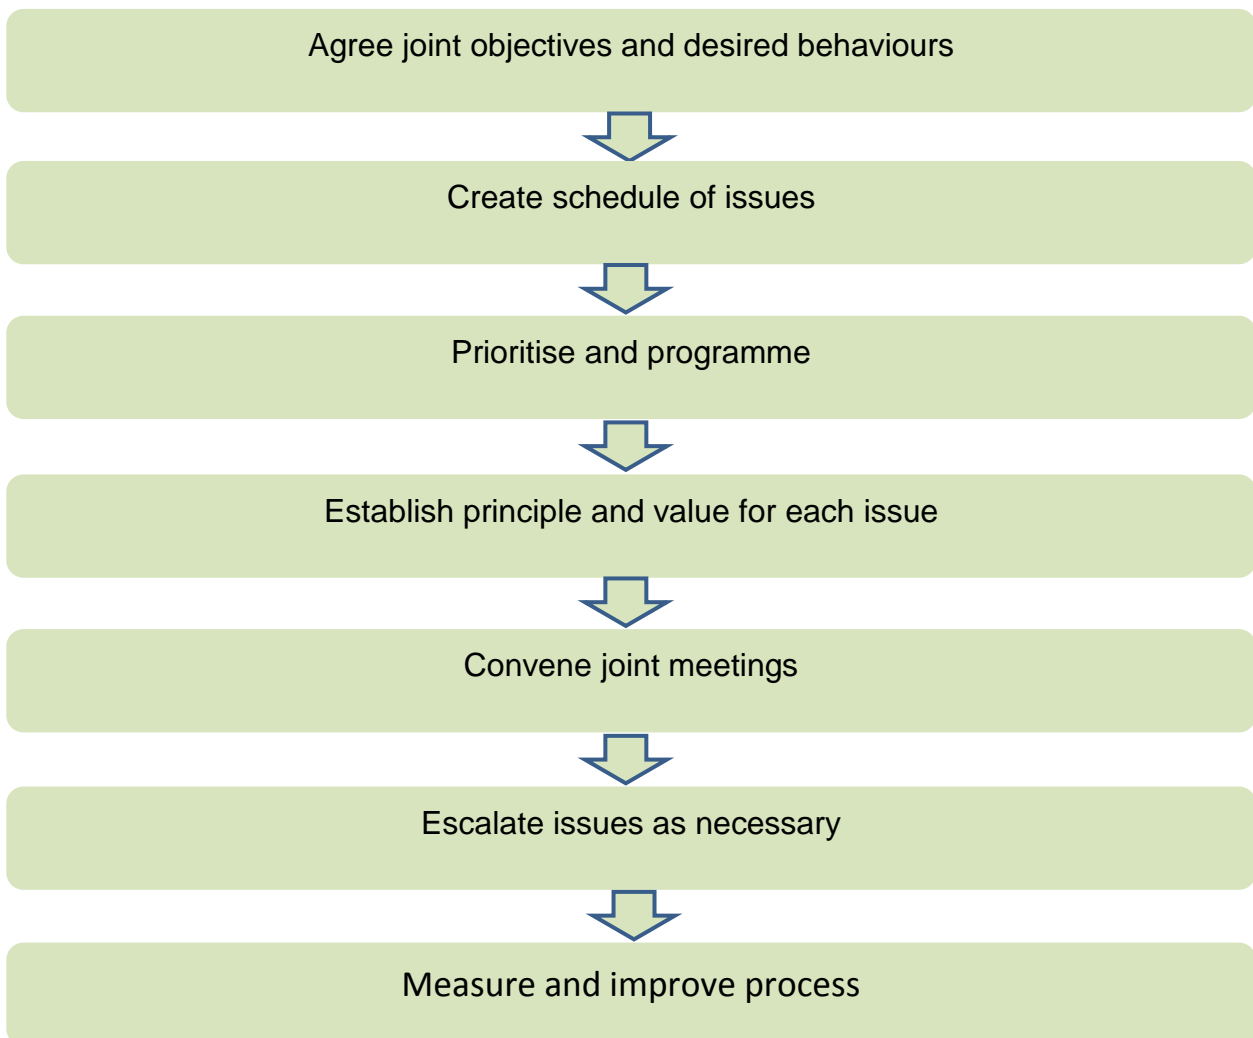 Agree joint objectives and desired behaviours
Create schedule of issues
Prioritise and programme
Establish principle and value for each issue
Convene joint meetings
Escalate issues as necessary
Measure and improve process